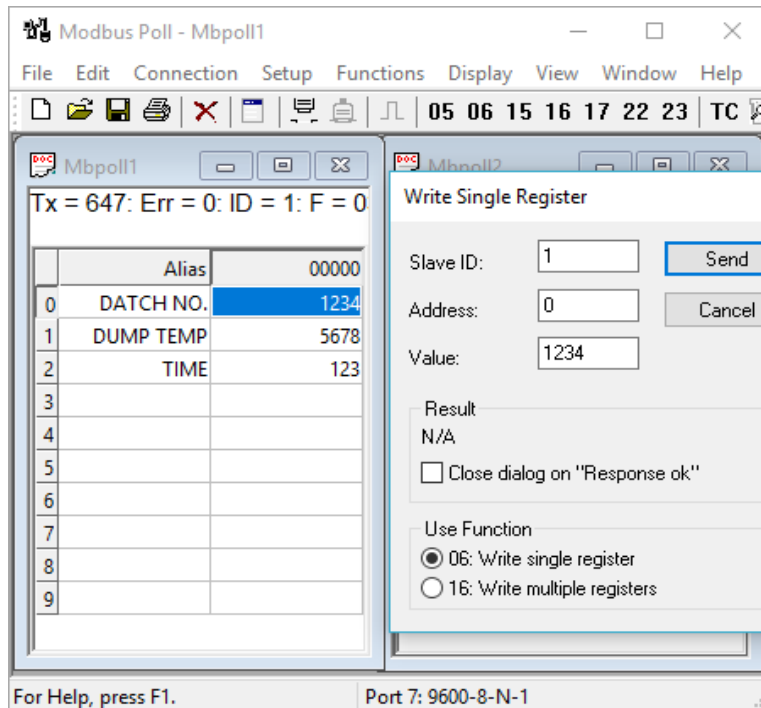 Modbus Poll - Mbpoll1
File Edit Connection Setup Functions Display View Window Help
05 06 15 16 17 22 23 TC
DOC Mbpoll1
Tx = 647: Err = 0: ID = 1: F = 0
Alias 00000
0 DATCH NO. 1234
1 DUMP TEMP 5678
2 TIME 123
3
4
5
6
7
8
9
DOC Mbpoll2
Write Single Register
Slave ID: 1 Send
Address: 0 Cancel
Value: 1234
Result
N/A
Close dialog on "Response ok"
Use Function
06: Write single register
16: Write multiple registers
For Help, press F1. Port 7: 9600-8-N-1